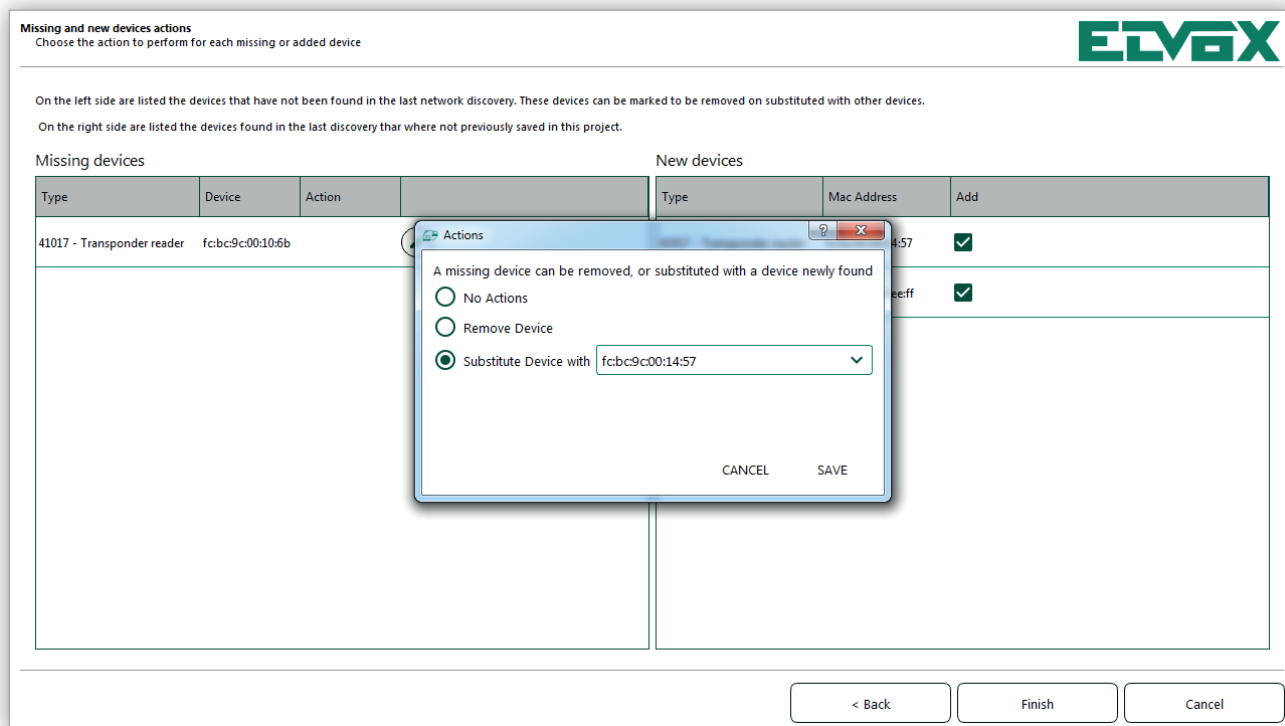 Missing and new devices actions
Choose the action to perform for each missing or added device
ELVOX
On the left side are listed the devices that have not been found in the last network discovery. These devices can be marked to be removed on substituted with other devices.
On the right side are listed the devices found in the last discovery thar where not previously saved in this project.
Missing devices
New devices
Type Device Action
Type Mac Address Add
41017 - Transponder reader fc:bc:9c:00:10:6b
4:57
ee:ff
Actions
?
A missing device can be removed, or substituted with a device newly found
No Actions
Remove Device
Substitute Device with fc:bc:9c:00:14:57
CANCEL SAVE
< Back Finish Cancel